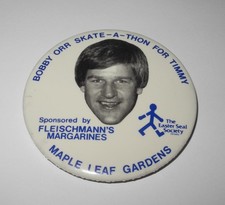 BOBBY ORR SKATE-A-THON FOR TIMMY
Sponsored by
FLEISCHMANN'S
MARGARINES
The
Easter Seal
Society
MAPLE LEAF GARDENS